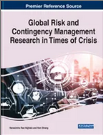 Premier Reference Source
Global Risk and
Contingency Management
Research in Times of Crisis